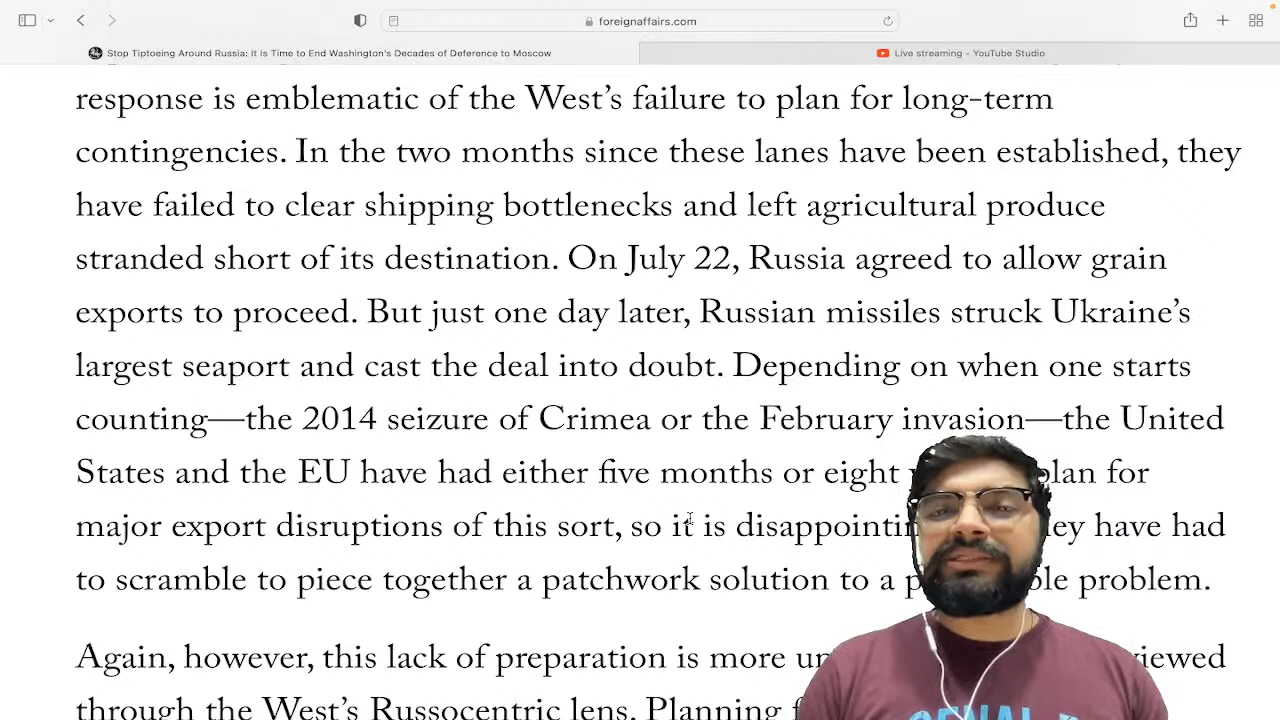 foreignaffairs.com
Stop Tiptoeing Around Russia: It Is Time to End Washington's Decades of Deference to Moscow
Live streaming - YouTube Studio
response is emblematic of the West’s failure to plan for long-term
contingencies. In the two months since these lanes have been established, they
have failed to clear shipping bottlenecks and left agricultural produce
stranded short of its destination. On July 22, Russia agreed to allow grain
exports to proceed. But just one day later, Russian missiles struck Ukraine’s
largest seaport and cast the deal into doubt. Depending on when one starts
counting—the 2014 seizure of Crimea or the February invasion—the United
States and the EU have had either five months or eight plan for
major export disruptions of this sort, so it is have had
to scramble to piece together a patchwork solution to a problem.
Again, however, this lack of preparation is more
through the West’s Russocentric lens. Planning